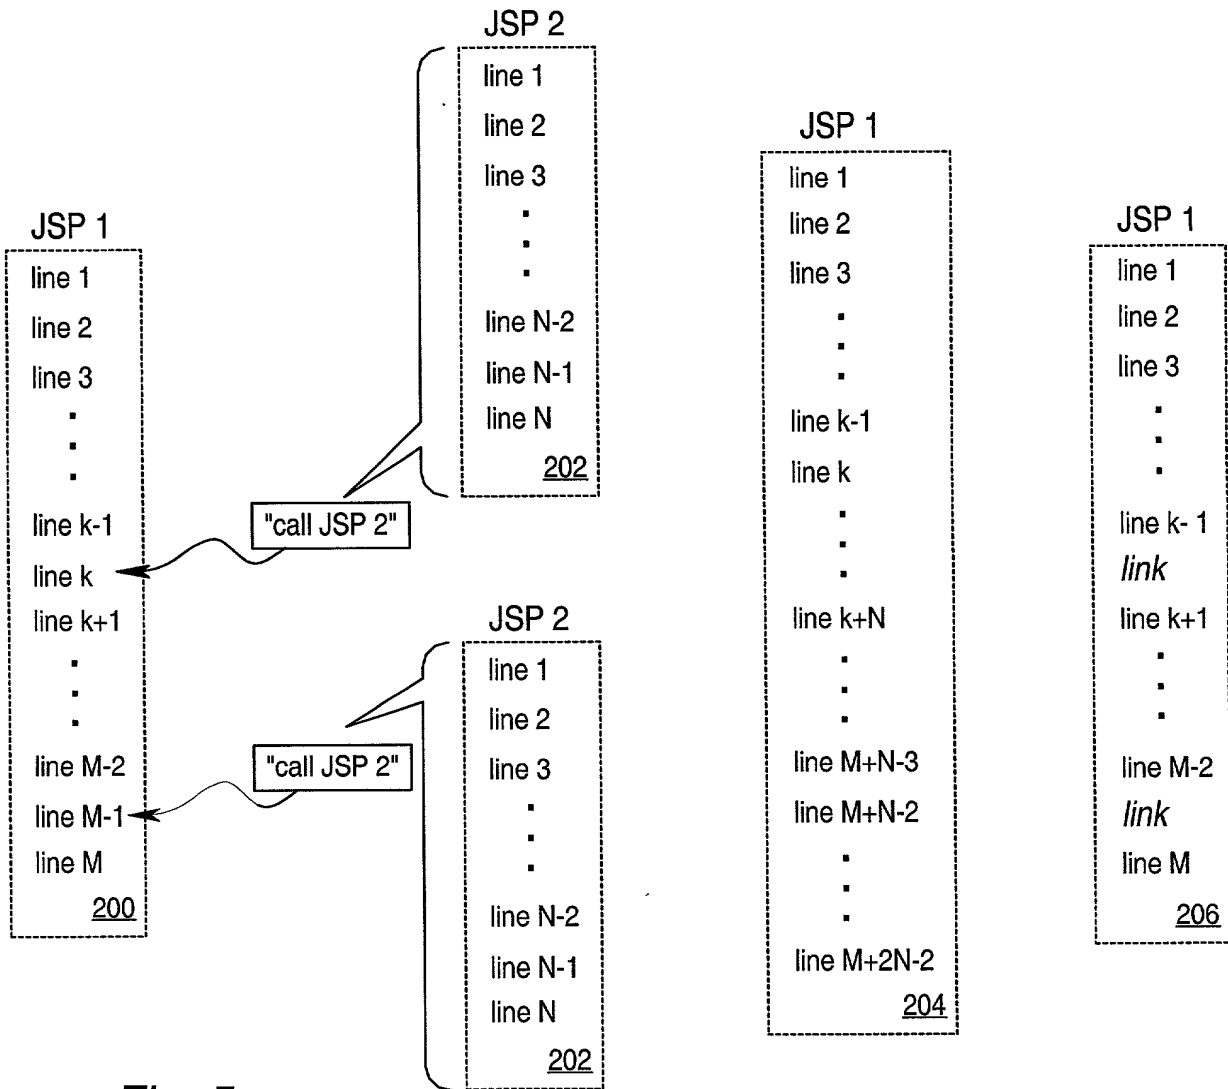 JSP 1
line 1
line 2
line 3
line k-1
line k
line k+1
line M-2
line M-1
line M
200
"call JSP 2"
"call JSP 2"
JSP 2
line 1
line 2
line 3
line N-2
line N-1
line N
202
JSP 2
line 1
line 2
line 3
line N-2
line N-1
line N
202
JSP 1
line 1
line 2
line 3
line k-1
line k
line k+N
line M+N-3
line M+N-2
line M+2N-2
204
JSP 1
line 1
line 2
line 3
line k- 1
link
line k+1
line M-2
link
line M
206